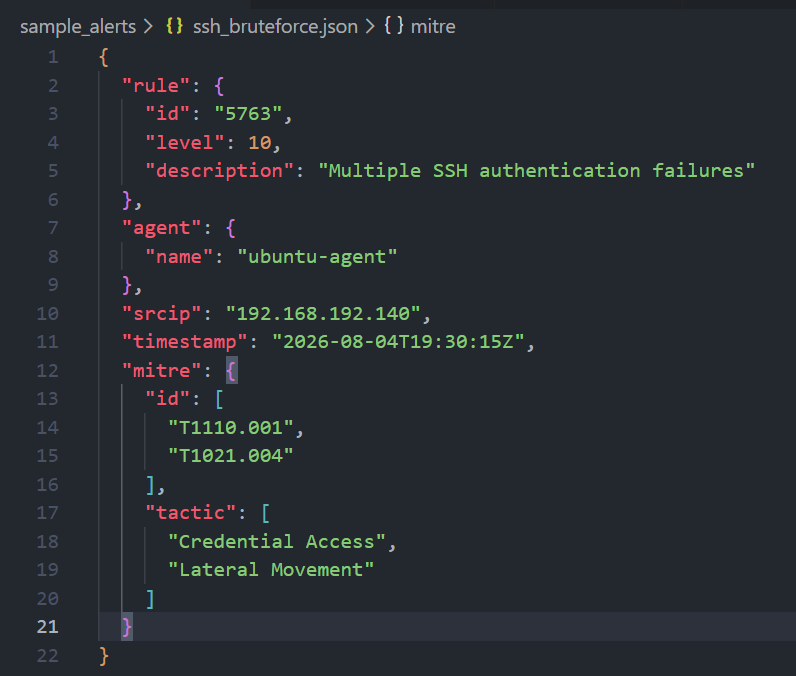 sample_alerts > {} ssh_bruteforce.json > { } mitre
1 {
2   "rule": {
3     "id": "5763",
4     "level": 10,
5     "description": "Multiple SSH authentication failures"
6   },
7   "agent": {
8     "name": "ubuntu-agent"
9   },
10   "srcip": "192.168.192.140",
11   "timestamp": "2026-08-04T19:30:15Z",
12   "mitre": {
13     "id": [
14       "T1110.001",
15       "T1021.004"
16     ],
17     "tactic": [
18       "Credential Access",
19       "Lateral Movement"
20     ]
21   }
22 }